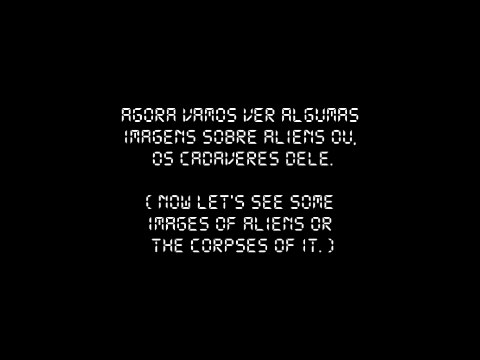 AGORA VAMOS VER ALGUMAS
IMAGENS SOBRE ALIENS OU,
OS CADAVERES DELE.
( NOW LET'S SEE SOME
IMAGES OF ALIENS OR
THE CORPSES OF IT. )